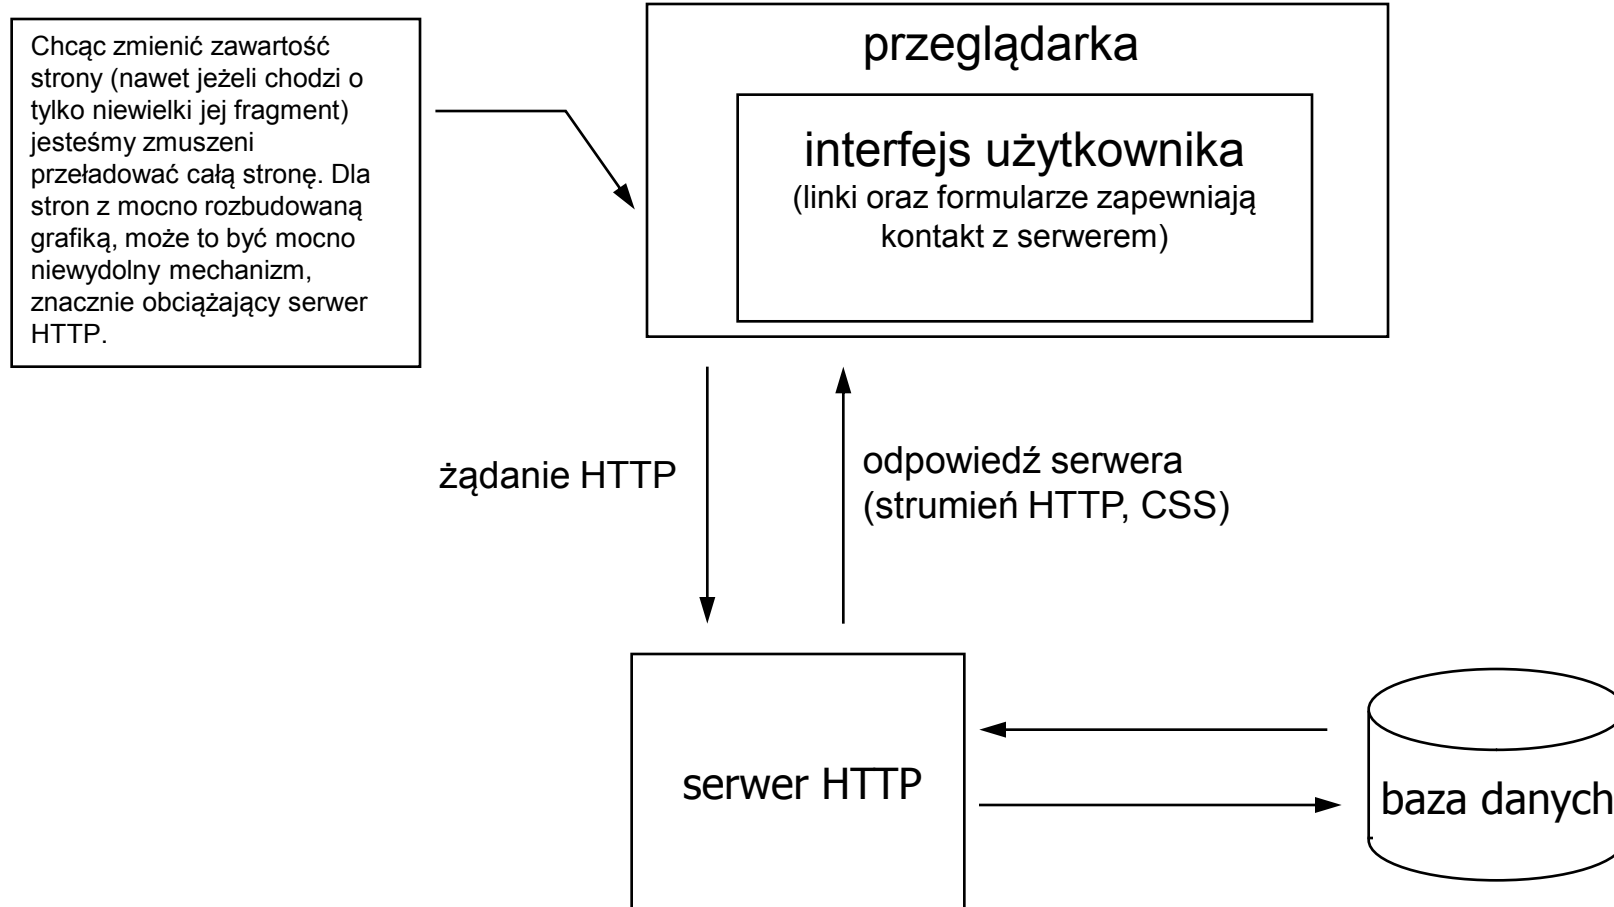 Chcąc zmienić zawartość
strony (nawet jeżeli chodzi o
tylko niewielki jej fragment)
jesteśmy zmuszeni
przeładować całą stronę. Dla
stron z mocno rozbudowaną
grafiką, może to być mocno
niewydolny mechanizm,
znacznie obciążający serwer
HTTP.
przeglądarka
interfejs użytkownika
(linki oraz formularze zapewniają
kontakt z serwerem)
żądanie HTTP
odpowiedź serwera
(strumień HTTP, CSS)
serwer HTTP
baza danych